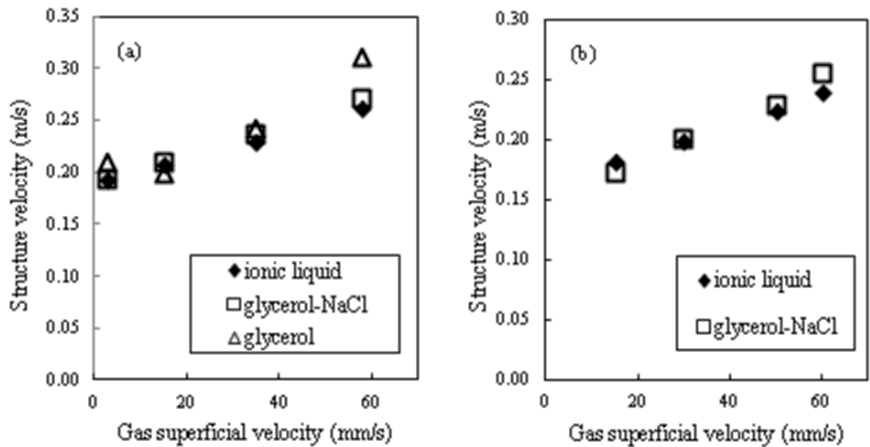 (a)
0.35
0.30
0.25
0.20
0.15
0.10
0.05
0.00
Structure velocity (m/s)
ionic liquid
glycerol-NaCl
glycerol
0 20 40 60
Gas superficial velocity (mm/s)
(b)
0.30
0.25
0.20
0.15
0.10
0.05
0.00
Structure velocity (m/s)
ionic liquid
glycerol-NaCl
0 20 40 60
Gas superficial velocity (mm/s)